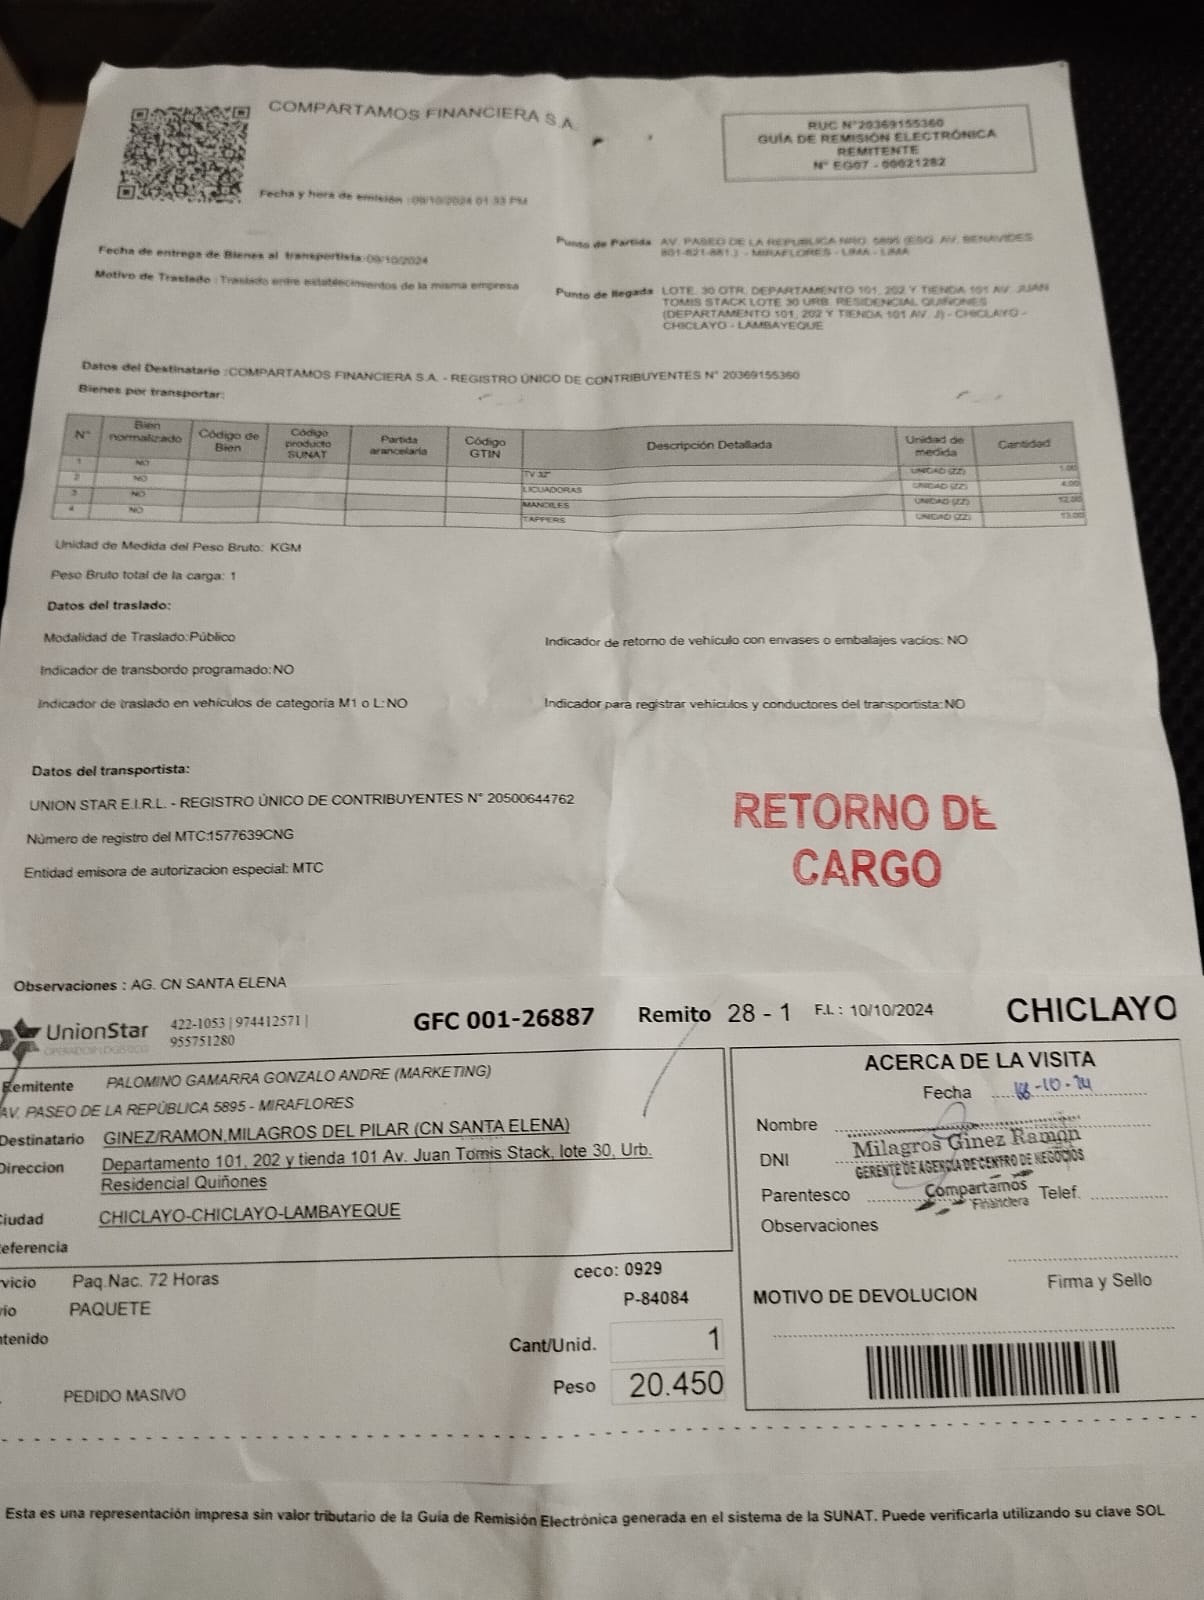 COMPARTAMOS FINANCIERA S.A.
RUC N°20369155360
GUÍA DE REMISIÓN ELECTRÓNICA
REMITENTE
N° EG07 - 00021282
Fecha y hora de emisión : 09/10/2024 01:33 PM
Fecha de entrega de Bienes al transportista:09/10/2024
Motivo de Traslado : Traslado entre establecimientos de la misma empresa
Punto de Partida AV. PASEO DE LA REPUBLICA NRO. 5895 (ESQ. AV. BENAVIDES
801-821-881.) - MIRAFLORES - LIMA - LIMA
Punto de llegada LOTE. 30 OTR. DEPARTAMENTO 101, 202 Y TIENDA 101 AV. JUAN
TOMIS STACK LOTE 30 URB. RESIDENCIAL QUIÑONES
(DEPARTAMENTO 101, 202 Y TIENDA 101 AV. J) - CHICLAYO -
CHICLAYO - LAMBAYEQUE
Datos del Destinatario :COMPARTAMOS FINANCIERA S.A. - REGISTRO ÚNICO DE CONTRIBUYENTES N° 20369155360
Bienes por transportar:
N° Bien normalizado Código de Bien Código producto SUNAT Partida arancelaria Código GTIN Descripción Detallada Unidad de medida Cantidad
1 NO TV 32" UNIDAD (ZZ) 1.00
2 NO LICUADORAS UNIDAD (ZZ) 4.00
3 NO MANDILES UNIDAD (ZZ) 12.00
4 NO TAPPERS UNIDAD (ZZ) 13.00
Unidad de Medida del Peso Bruto: KGM
Peso Bruto total de la carga: 1
Datos del traslado:
Modalidad de Traslado:Público
Indicador de retorno de vehículo con envases o embalajes vacíos: NO
Indicador de transbordo programado:NO
Indicador de traslado en vehículos de categoría M1 o L:NO
Indicador para registrar vehículos y conductores del transportista:NO
Datos del transportista:
UNION STAR E.I.R.L. - REGISTRO ÚNICO DE CONTRIBUYENTES N° 20500644762
Número de registro del MTC:1577639CNG
Entidad emisora de autorizacion especial: MTC
RETORNO DE
CARGO
Observaciones : AG. CN SANTA ELENA
UnionStar
OPERADOR LOGISTICO
422-1053 | 974412571 |
955751280
GFC 001-26887 Remito 28 - 1 F.I. : 10/10/2024 CHICLAYO
Remitente PALOMINO GAMARRA GONZALO ANDRE (MARKETING)
AV. PASEO DE LA REPÚBLICA 5895 - MIRAFLORES
Destinatario GINEZ/RAMON,MILAGROS DEL PILAR (CN SANTA ELENA)
Direccion Departamento 101, 202 y tienda 101 Av. Juan Tomis Stack, lote 30, Urb.
Residencial Quiñones
Ciudad CHICLAYO-CHICLAYO-LAMBAYEQUE
eferencia
vicio Paq.Nac. 72 Horas
río PAQUETE
ntenido
PEDIDO MASIVO
ceco: 0929
P-84084
Cant/Unid. 1
Peso 20.450
ACERCA DE LA VISITA
Fecha
Nombre
Milagros Ginez Ramón
DNI
GERENTE DE AGENCIA DE CENTRO DE NEGOCIOS
Parentesco Compartamos Telef.
Financiera
Observaciones
Firma y Sello
MOTIVO DE DEVOLUCION
Esta es una representación impresa sin valor tributario de la Guía de Remisión Electrónica generada en el sistema de la SUNAT. Puede verificarla utilizando su clave SOL